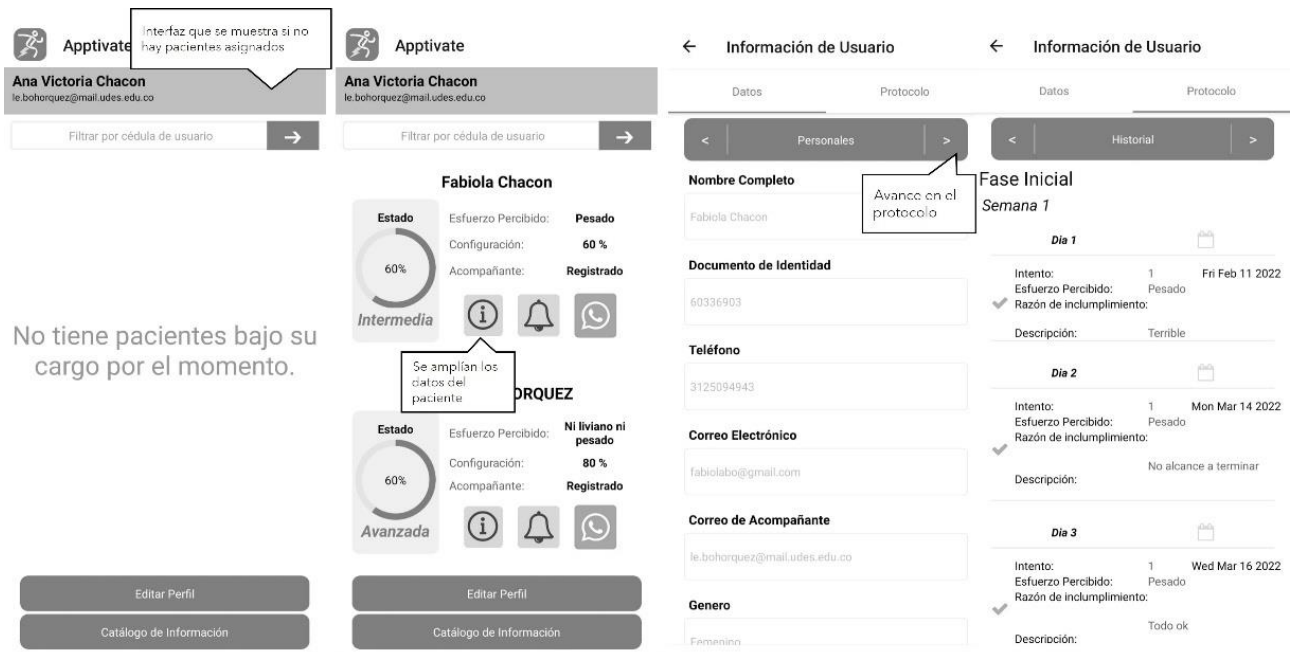 Apptivate
Interfaz que se muestra si no
hay pacientes asignados
Ana Victoria Chacon
le.bohorquez@mail.udes.edu.co
Filtrar por cédula de usuario
→
No tiene pacientes bajo su
cargo por el momento.
Editar Perfil
Catálogo de Información
Apptivate
Ana Victoria Chacon
le.bohorquez@mail.udes.edu.co
Filtrar por cédula de usuario
→
Fabiola Chacon
Estado
60%
Intermedia
Esfuerzo Percibido: Pesado
Configuración: 60 %
Acompañante: Registrado
Se amplían los
datos del
paciente
ORQUEZ
Estado
60%
Avanzada
Esfuerzo Percibido: Ni liviano ni
pesado
Configuración: 80 %
Acompañante: Registrado
Editar Perfil
Catálogo de Información
← Información de Usuario
Datos Protocolo
< Personales >
Avance en el
protocolo
Nombre Completo
Fabiola Chacon
Documento de Identidad
60336903
Teléfono
3125094943
Correo Electrónico
fabiolabo@gmail.com
Correo de Acompañante
le.bohorquez@mail.udes.edu.co
Genero
Femenino
← Información de Usuario
Datos Protocolo
< Historial >
Fase Inicial
Semana 1
Dia 1
Intento: 1 Fri Feb 11 2022
Esfuerzo Percibido: Pesado
Razón de inclumplimiento:
Descripción: Terrible
Dia 2
Intento: 1 Mon Mar 14 2022
Esfuerzo Percibido: Pesado
Razón de inclumplimiento:
No alcance a terminar
Descripción:
Dia 3
Intento: 1 Wed Mar 16 2022
Esfuerzo Percibido: Pesado
Razón de inclumplimiento:
Todo ok
Descripción: